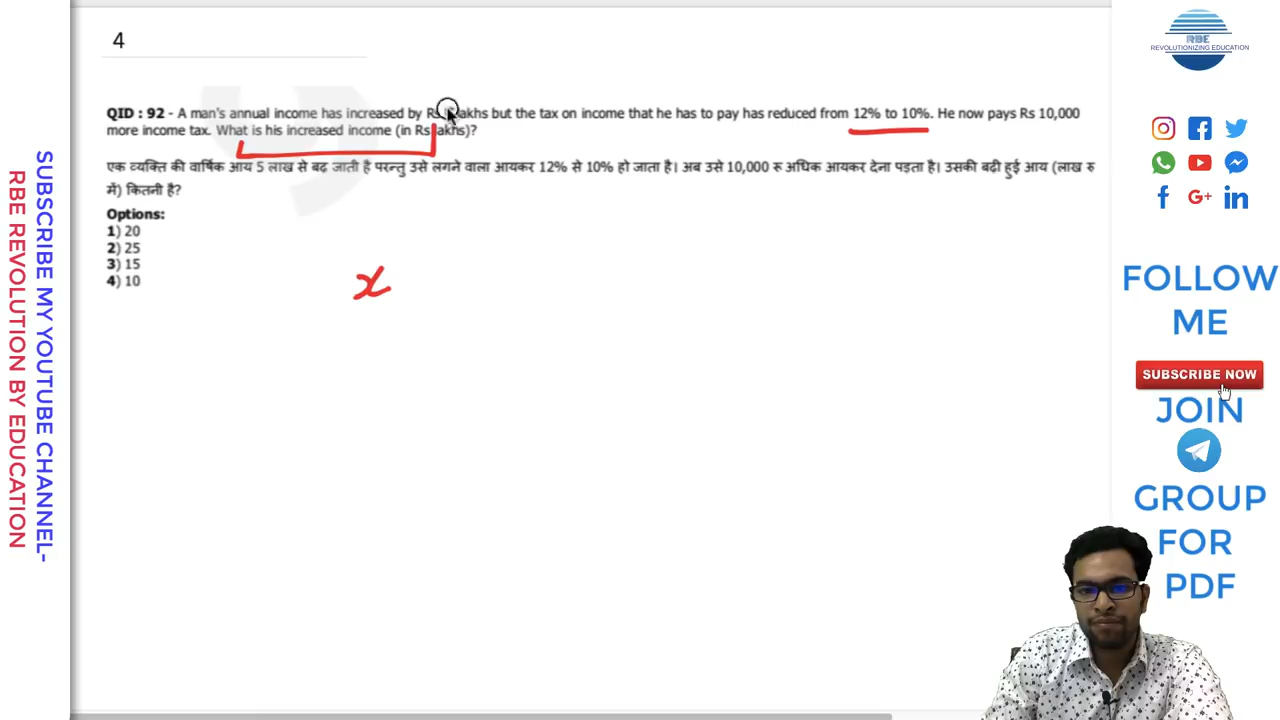 4
QID : 92 - A man's annual income has increased by Rs lakhs but the tax on income that he has to pay has reduced from 12% to 10%. He now pays Rs 10,000
more income tax. What is his increased income (in Rs lakhs)?
एक व्यक्ति की वार्षिक आय 5 लाख से बढ़ जाती है परन्तु उसे लगने वाला आयकर 12% से 10% हो जाता है। अब उसे 10,000 रु अधिक आयकर देना पड़ता है। उसकी बढ़ी हुई आय (लाख रु
में) कितनी है?
Options:
1) 20
2) 25
3) 15
4) 10
x
SUBSCRIBE MY YOUTUBE CHANNEL-
RBE REVOLUTION BY EDUCATION
RBE
REVOLUTIONIZING EDUCATION
G+
in
FOLLOW
ME
SUBSCRIBE NOW
JOIN
GROUP
FOR
PDF